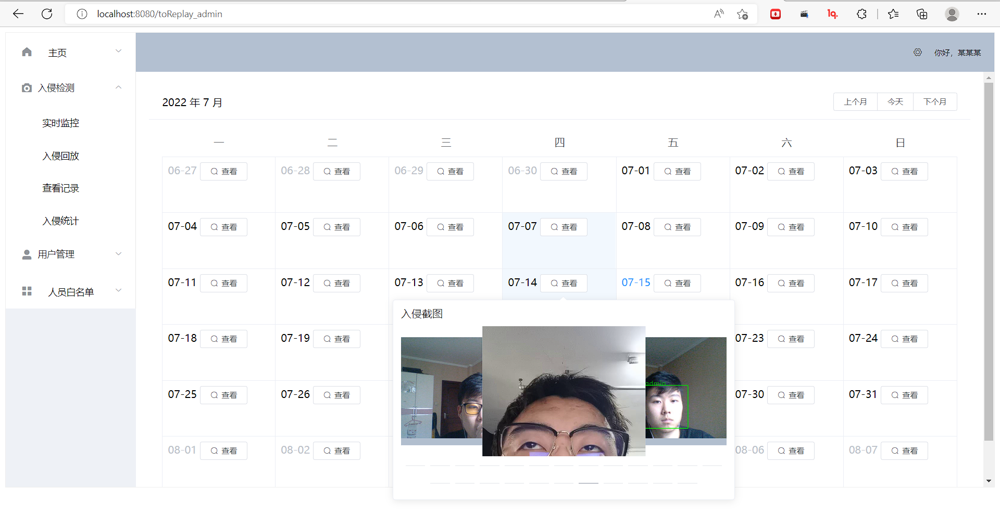 localhost:8080/toReplay_admin
主页
你好，某某某
入侵检测
实时监控
入侵回放
查看记录
入侵统计
用户管理
人员白名单
2022 年 7 月
上个月 今天 下个月
一 二 三 四 五 六 日
06-27 查看 06-28 查看 06-29 查看 06-30 查看 07-01 查看 07-02 查看 07-03 查看
07-04 查看 07-05 查看 07-06 查看 07-07 查看 07-08 查看 07-09 查看 07-10 查看
07-11 查看 07-12 查看 07-13 查看 07-14 查看 07-15 查看 07-16 查看 07-17 查看
入侵截图
admin
07-18 查看 07-19 查看 07-23 查看 07-24 查看
07-25 查看 07-26 查看 07-30 查看 07-31 查看
08-01 查看 08-02 查看 08-06 查看 08-07 查看